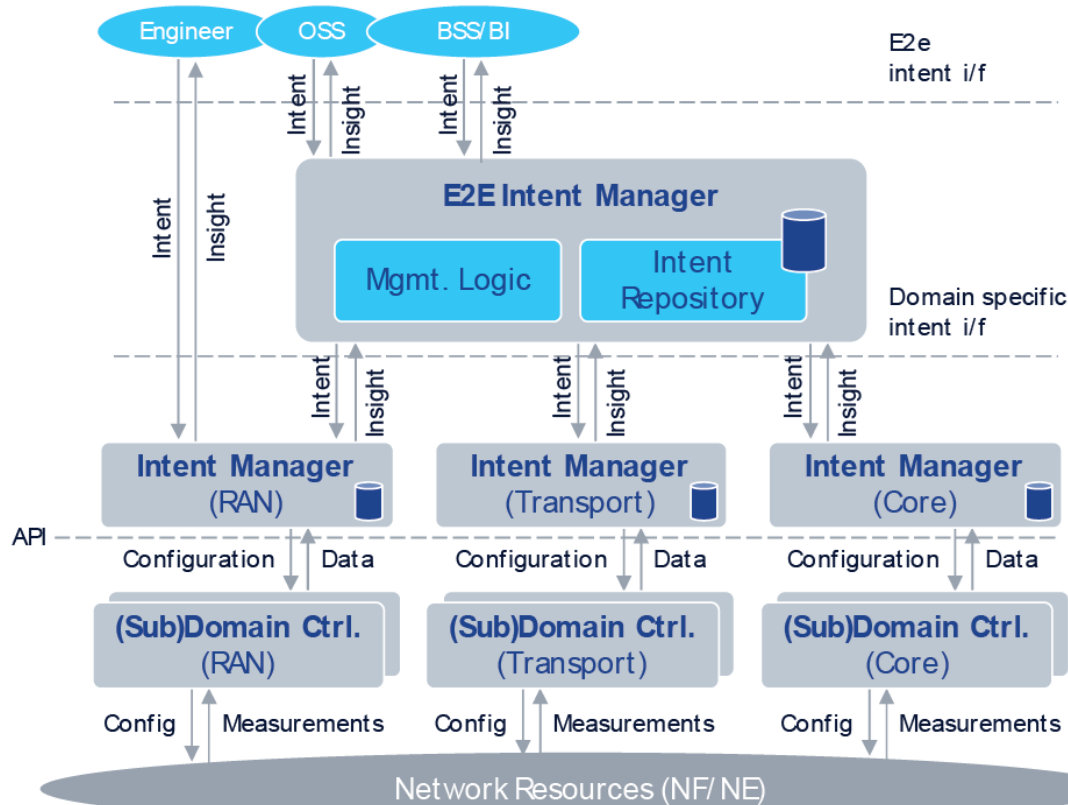 Engineer
OSS
BSS/BI
E2e
intent i/f
Intent
Insight
Intent
Insight
Intent
Insight
E2E Intent Manager
Mgmt. Logic
Intent
Repository
Domain specific
intent i/f
Intent
Insight
Intent
Insight
Intent
Insight
Intent Manager
(RAN)
Intent Manager
(Transport)
Intent Manager
(Core)
API
Configuration
Data
Configuration
Data
Configuration
Data
(Sub)Domain Ctrl.
(RAN)
(Sub)Domain Ctrl.
(Transport)
(Sub)Domain Ctrl.
(Core)
Config
Measurements
Config
Measurements
Config
Measurements
Network Resources (NF/NE)